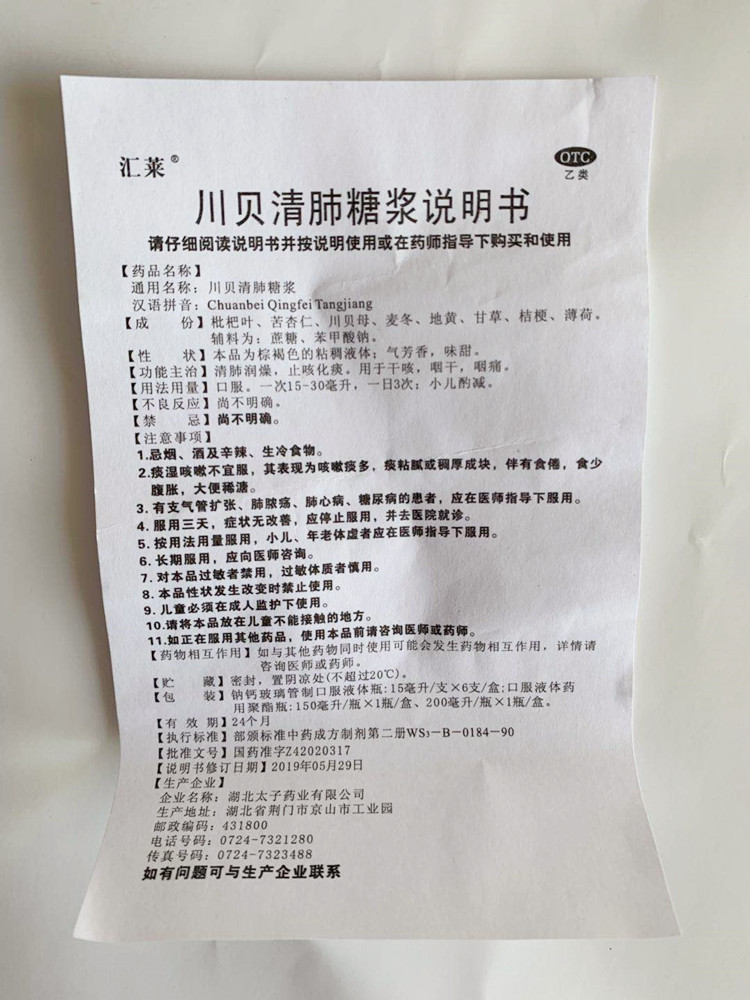 汇莱®
OTC
乙类
川贝清肺糖浆说明书
请仔细阅读说明书并按说明使用或在药师指导下购买和使用
【药品名称】
通用名称：川贝清肺糖浆
汉语拼音：Chuanbei Qingfei Tangjiang
【成　份】枇杷叶、苦杏仁、川贝母、麦冬、地黄、甘草、桔梗、薄荷。
辅料为：蔗糖、苯甲酸钠。
【性　状】本品为棕褐色的粘稠液体；气芳香，味甜。
【功能主治】清肺润燥，止咳化痰。用于干咳，咽干，咽痛。
【用法用量】口服。一次15-30毫升，一日3次；小儿酌减。
【不良反应】尚不明确。
【禁　忌】尚不明确。
【注意事项】
1.忌烟、酒及辛辣、生冷食物。
2.痰湿咳嗽不宜服，其表现为咳嗽痰多，痰粘腻或稠厚成块，伴有食倦，食少
腹胀，大便稀溏。
3. 有支气管扩张、肺脓疡、肺心病、糖尿病的患者，应在医师指导下服用。
4. 服用三天，症状无改善，应停止服用，并去医院就诊。
5. 按用法用量服用，小儿、年老体虚者应在医师指导下服用。
6. 长期服用，应向医师咨询。
7. 对本品过敏者禁用，过敏体质者慎用。
8. 本品性状发生改变时禁止使用。
9. 儿童必须在成人监护下使用。
10.请将本品放在儿童不能接触的地方。
11.如正在服用其他药品，使用本品前请咨询医师或药师。
【药物相互作用】如与其他药物同时使用可能会发生药物相互作用，详情请
咨询医师或药师。
【贮　藏】密封，置阴凉处(不超过20℃)。
【包　装】钠钙玻璃管制口服液体瓶:15毫升/支×6支/盒;口服液体药
用聚酯瓶:150毫升/瓶×1瓶/盒、200毫升/瓶×1瓶/盒。
【有 效 期】24个月
【执行标准】部颁标准中药成方制剂第二册WS₃-B-0184-90
【批准文号】国药准字Z42020317
【说明书修订日期】2019年05月29日
【生产企业】
企业名称：湖北太子药业有限公司
生产地址：湖北省荆门市京山市工业园
邮政编码：431800
电话号码：0724-7321280
传真号码：0724-7323488
如有问题可与生产企业联系